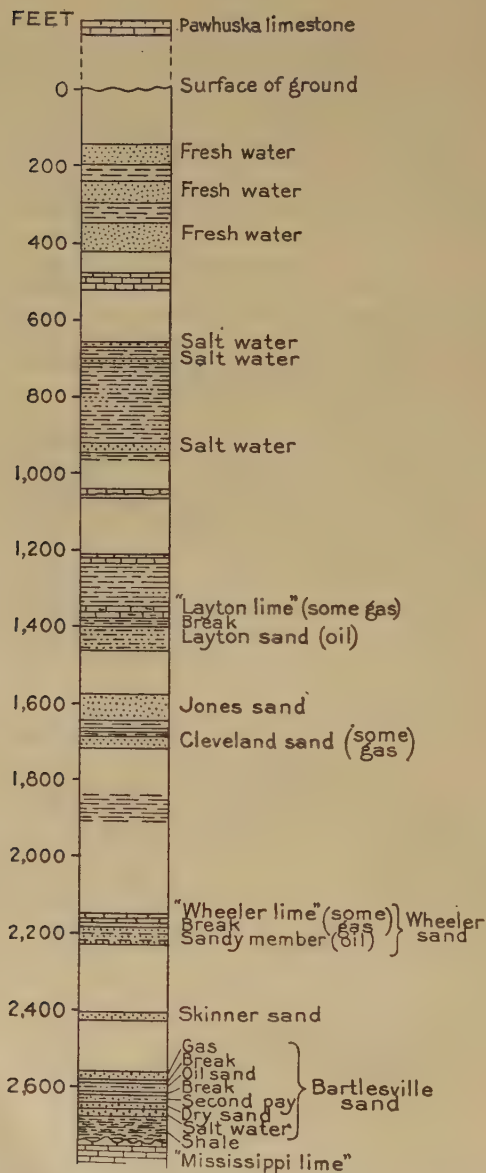 FEET
Pawhuska limestone
0
Surface of ground
Fresh water
200
Fresh water
Fresh water
400
600
Salt water
Salt water
800
Salt water
1,000
1,200
"Layton lime" (some gas)
Break
1,400
Layton sand (oil)
1,600
Jones sand
Cleveland sand (some gas)
1,800
2,000
"Wheeler lime" (some gas)
Break
2,200
Sandy member (oil)
Wheeler sand
2,400
Skinner sand
Gas
Break
Oil sand
2,600
Break
Second pay
Dry sand
Salt water
Shale
Bartlesville sand
"Mississippi lime"